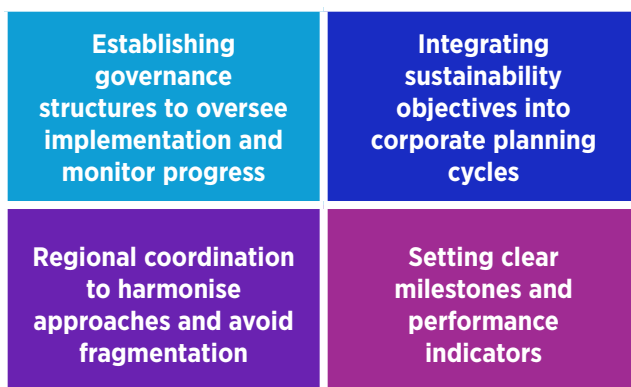 Establishing
governance
structures to oversee
implementation and
monitor progress
Integrating
sustainability
objectives into
corporate planning
cycles
Regional coordination
to harmonise
approaches and avoid
fragmentation
Setting clear
milestones and
performance
indicators